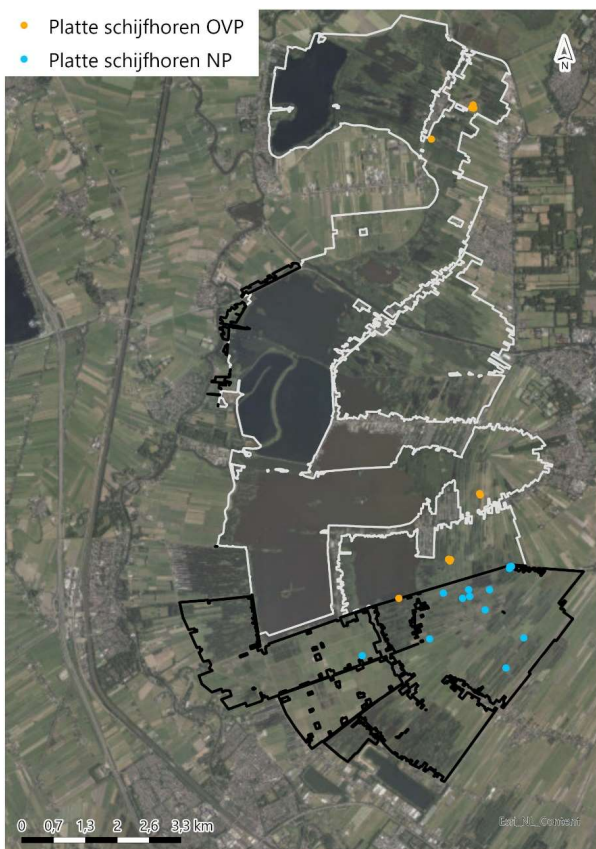 Platte schijfhoren OVP
Platte schijfhoren NP
N
0 0,7 1,3 2 2,6 3,3 km
Esri_NL_Content